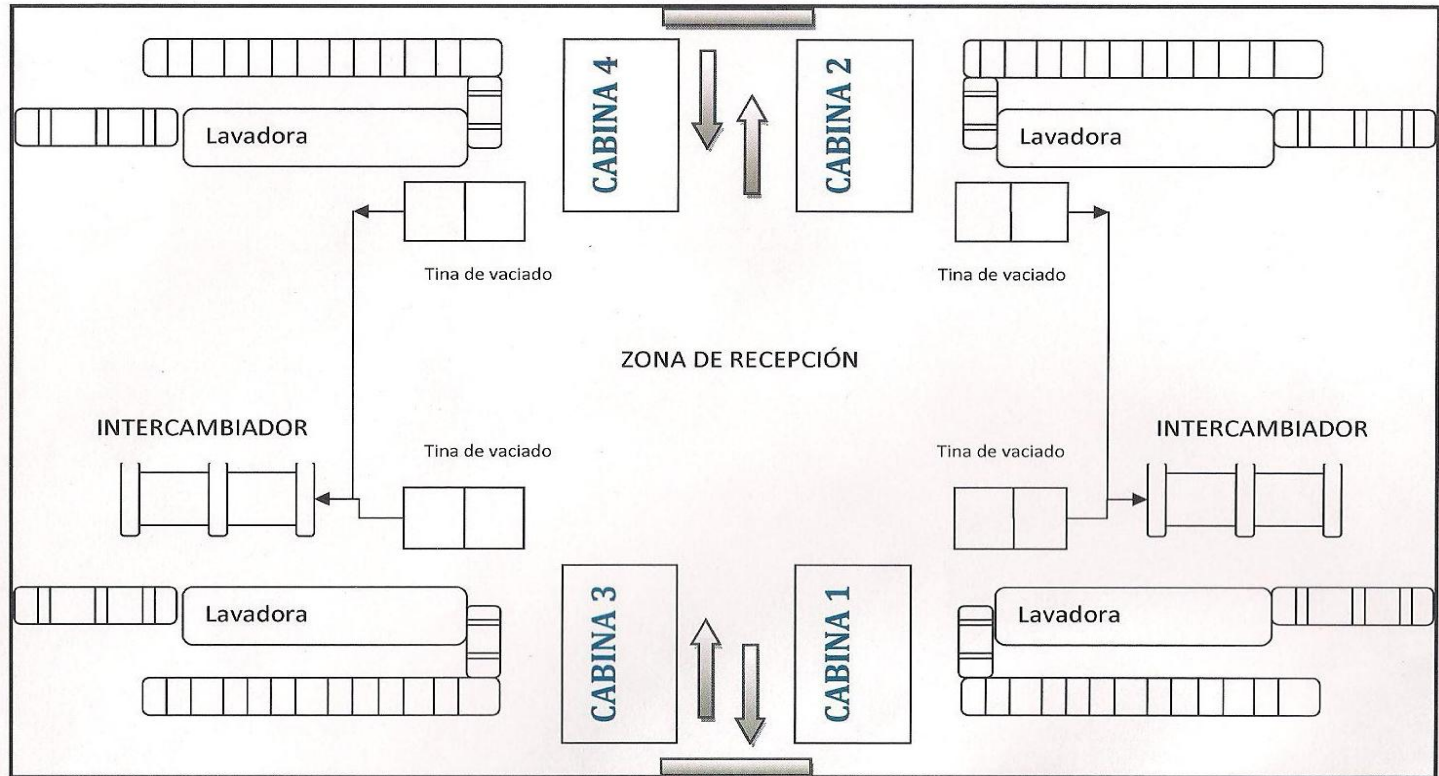 CABINA 4
CABINA 2
Lavadora
Lavadora
Tina de vaciado
Tina de vaciado
ZONA DE RECEPCIÓN
INTERCAMBIADOR
INTERCAMBIADOR
Tina de vaciado
Tina de vaciado
CABINA 3
CABINA 1
Lavadora
Lavadora